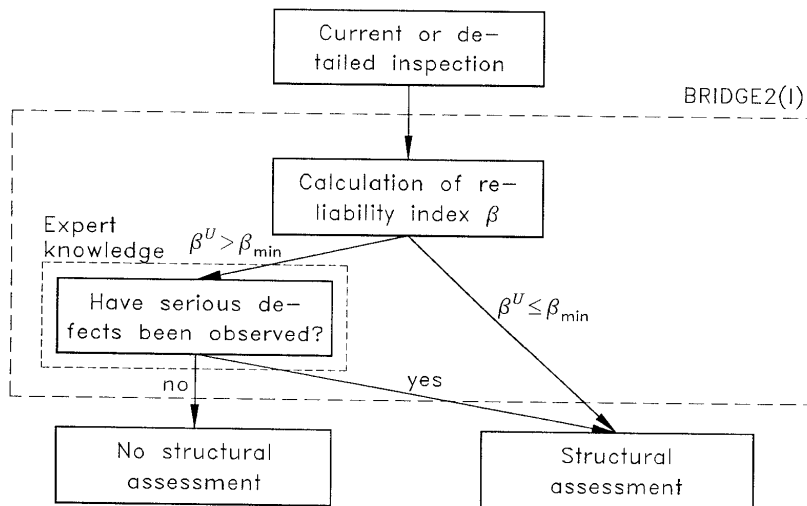 Current or de-
tailed inspection
BRIDGE2(I)
Calculation of re-
liability index β
Expert
knowledge
β^U > β_min
Have serious de-
fects been observed?
β^U ≤ β_min
no
yes
No structural
assessment
Structural
assessment